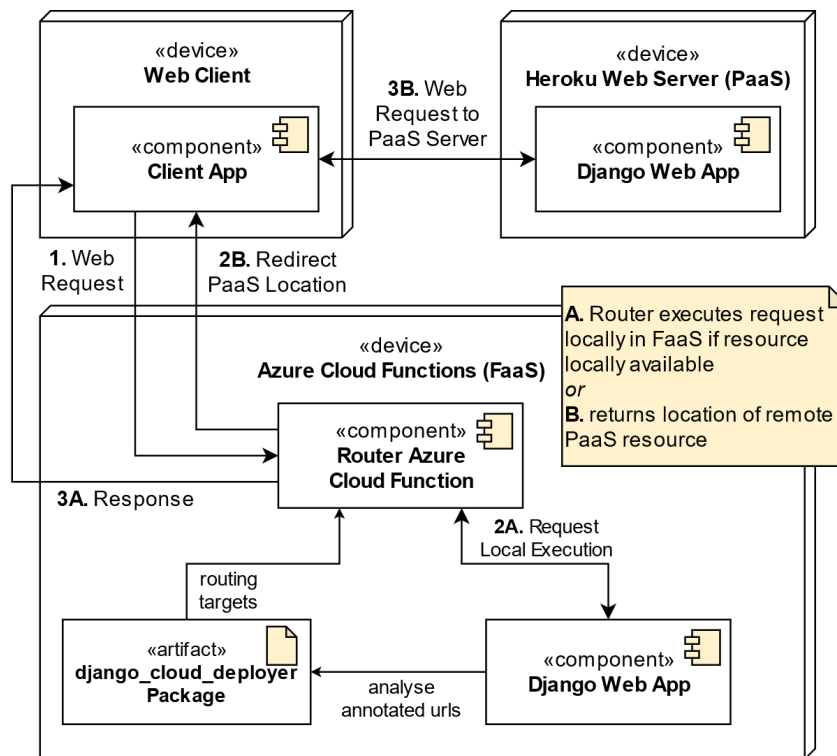 «device»
Web Client
«component»
Client App
3B. Web
Request to
PaaS Server
«device»
Heroku Web Server (PaaS)
«component»
Django Web App
1. Web
Request
2B. Redirect
PaaS Location
A. Router executes request
locally in FaaS if resource
locally available
or
B. returns location of remote
PaaS resource
«device»
Azure Cloud Functions (FaaS)
«component»
Router Azure
Cloud Function
3A. Response
2A. Request
Local Execution
routing
targets
«artifact»
django_cloud_deployer
Package
analyse
annotated urls
«component»
Django Web App